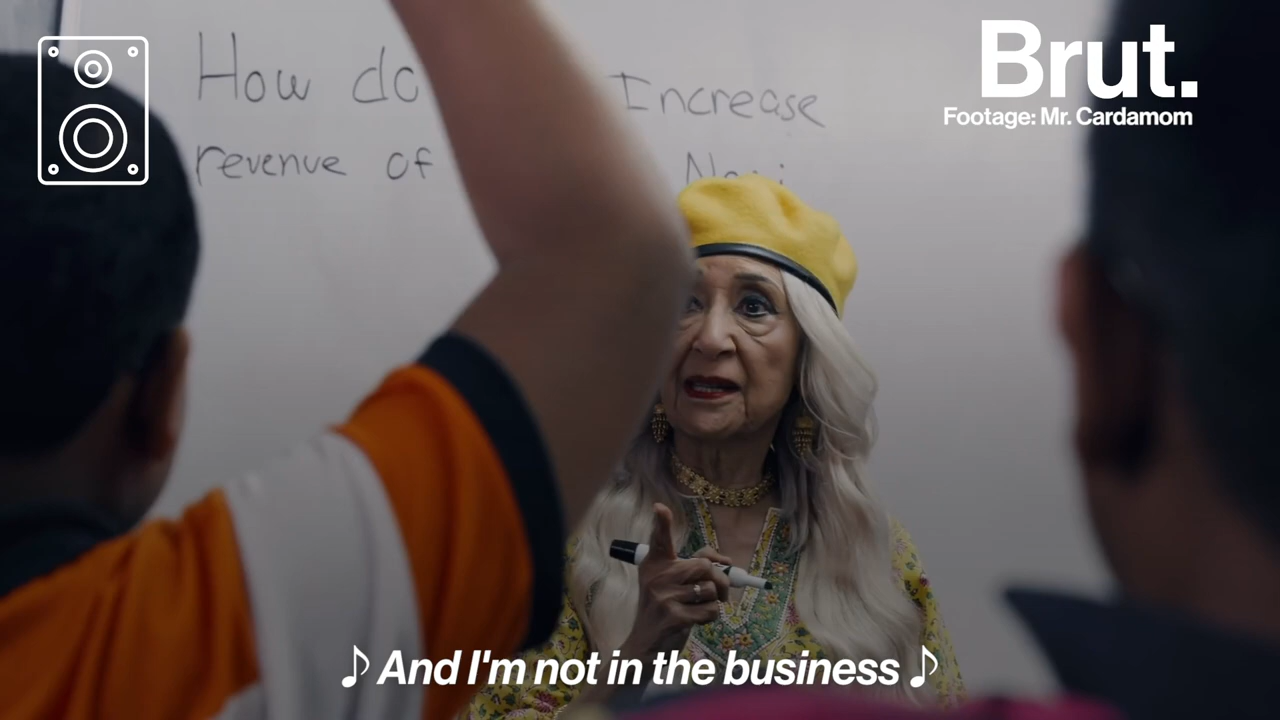 How do Increase
revenue of
Brut.
Footage: Mr. Cardamom
♪ And I'm not in the business ♪